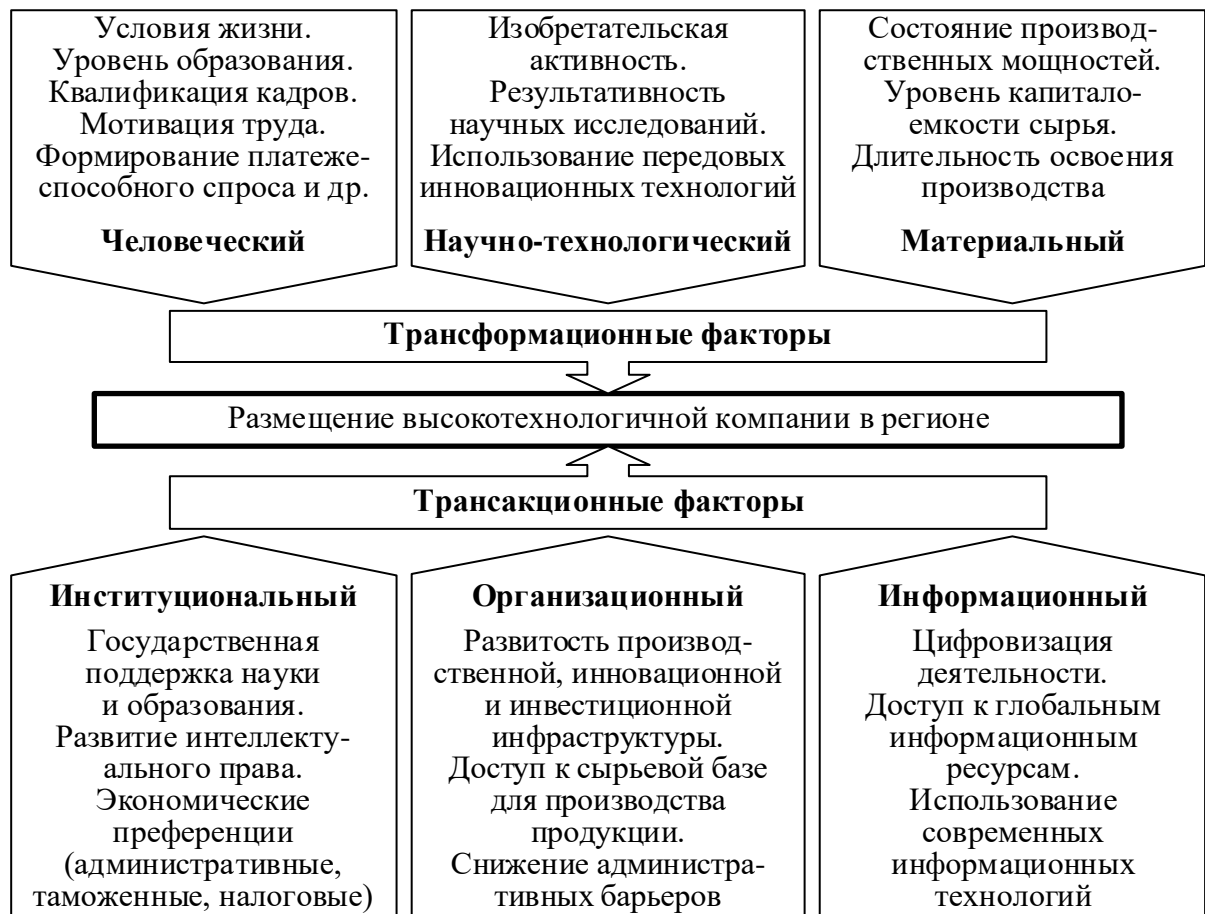 Условия жизни.
Уровень образования.
Квалификация кадров.
Мотивация труда.
Формирование платеже-
способного спроса и др.
Человеческий
Изобретательская
активность.
Результативность
научных исследований.
Использование передовых
инновационных технологий
Научно-технологический
Состояние производ-
ственных мощностей.
Уровень капитало-
емкости сырья.
Длительность освоения
производства
Материальный
Трансформационные факторы
Размещение высокотехнологичной компании в регионе
Трансакционные факторы
Институциональный
Государственная
поддержка науки
и образования.
Развитие интеллекту-
ального права.
Экономические
преференции
(административные,
таможенные, налоговые)
Организационный
Развитость производ-
ственной, инновационной
и инвестиционной
инфраструктуры.
Доступ к сырьевой базе
для производства
продукции.
Снижение администра-
тивных барьеров
Информационный
Цифровизация
деятельности.
Доступ к глобальным
информационным
ресурсам.
Использование
современных
информационных
технологий